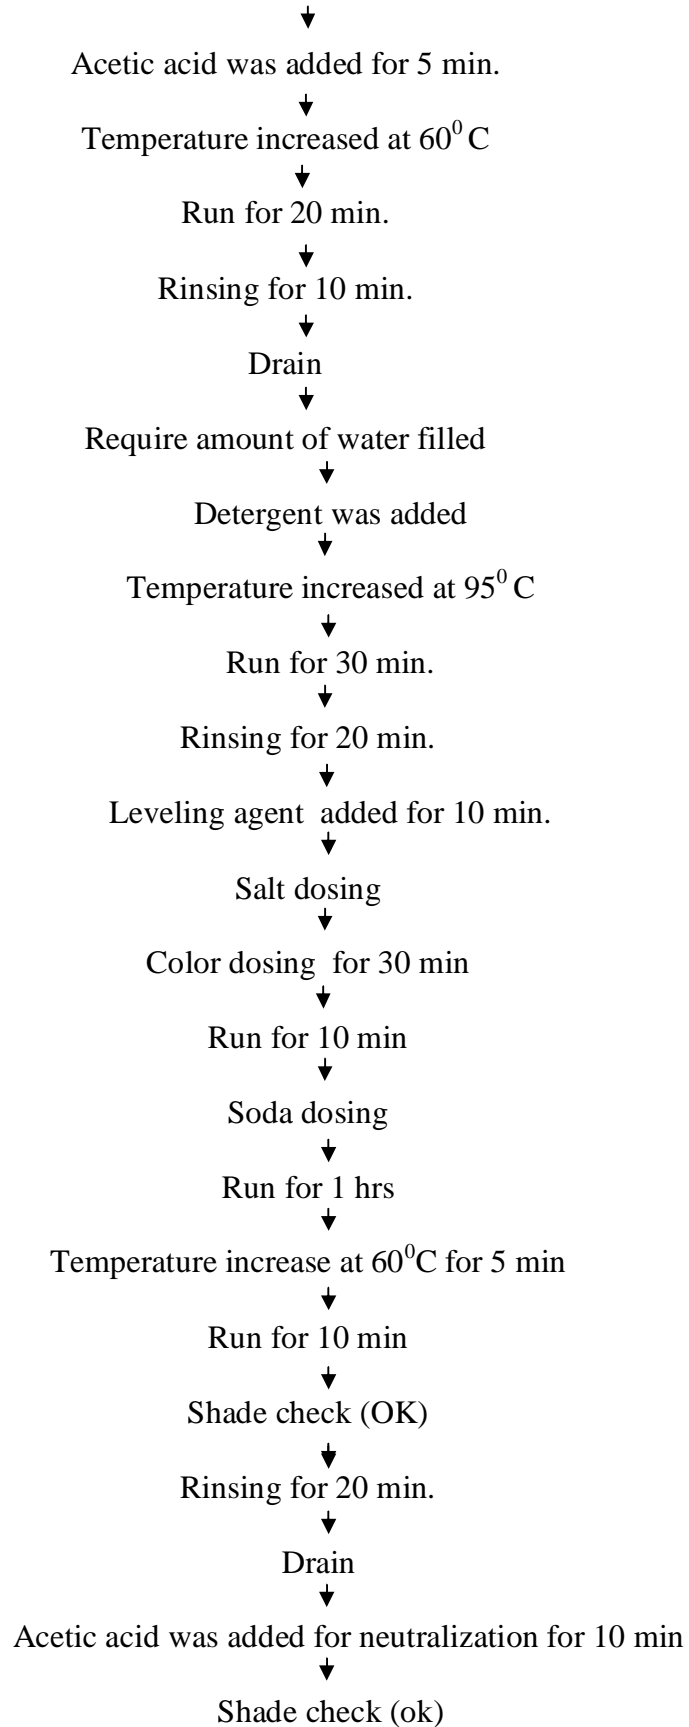 Acetic acid was added for 5 min.
Temperature increased at 60⁰ C
Run for 20 min.
Rinsing for 10 min.
Drain
Require amount of water filled
Detergent was added
Temperature increased at 95⁰ C
Run for 30 min.
Rinsing for 20 min.
Leveling agent  added for 10 min.
Salt dosing
Color dosing  for 30 min
Run for 10 min
Soda dosing
Run for 1 hrs
Temperature increase at 60⁰C for 5 min
Run for 10 min
Shade check (OK)
Rinsing for 20 min.
Drain
Acetic acid was added for neutralization for 10 min
Shade check (ok)